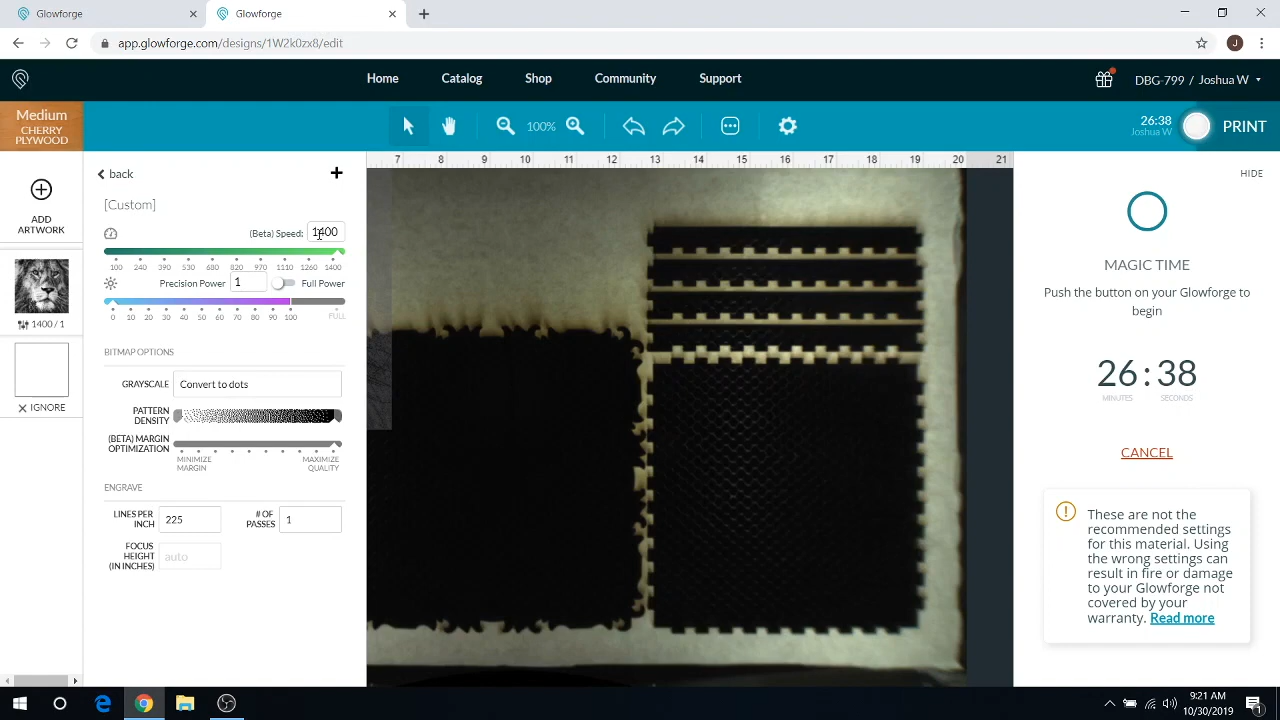 Glowforge
Glowforge
app.glowforge.com/designs/1W2k0zx8/edit
J
Home
Catalog
Shop
Community
Support
DBG-799 / Joshua W
Medium
CHERRY
PLYWOOD
100%
26:38
Joshua W
PRINT
ADD
ARTWORK
1400 / 1
IGNORE
back
[Custom]
(Beta) Speed: 1400
100 240 390 530 680 820 970 1110 1260 1400
Precision Power 1 Full Power
0 10 20 30 40 50 60 70 80 90 100 FULL
BITMAP OPTIONS
GRAYSCALE Convert to dots
PATTERN
DENSITY
(BETA) MARGIN
OPTIMIZATION
MINIMIZE
MARGIN
MAXIMIZE
QUALITY
ENGRAVE
LINES PER
INCH 225
# OF
PASSES 1
FOCUS
HEIGHT
(IN INCHES) auto
7 8 9 10 11 12 13 14 15 16 17 18 19 20 21
HIDE
MAGIC TIME
Push the button on your Glowforge to
begin
26 : 38
MINUTES SECONDS
CANCEL
These are not the
recommended settings
for this material. Using
the wrong settings can
result in fire or damage
to your Glowforge not
covered by your
warranty. Read more
9:21 AM
10/30/2019